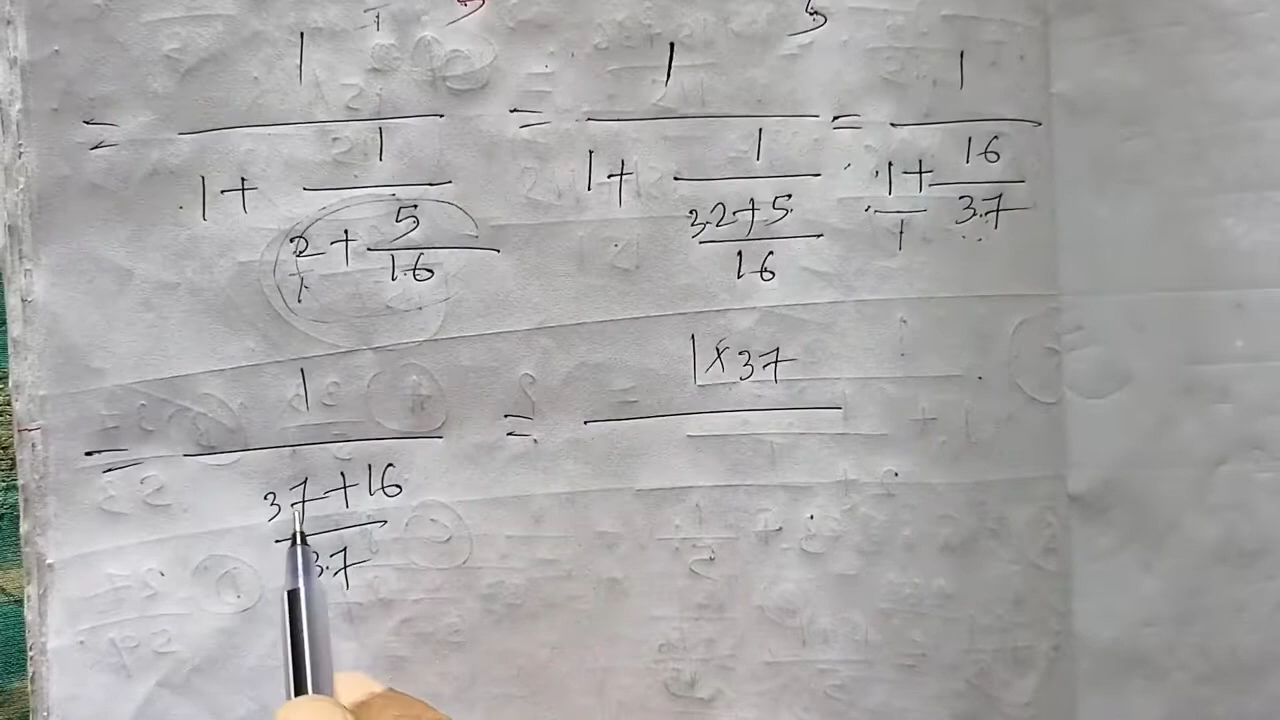 = 1/(1+ 1/(2/1 + 5/16)) = 1/(1+ 1/((32+5)/16)) = 1/(1/1 + 16/37)
= 1/((37+16)/37) = 1×37